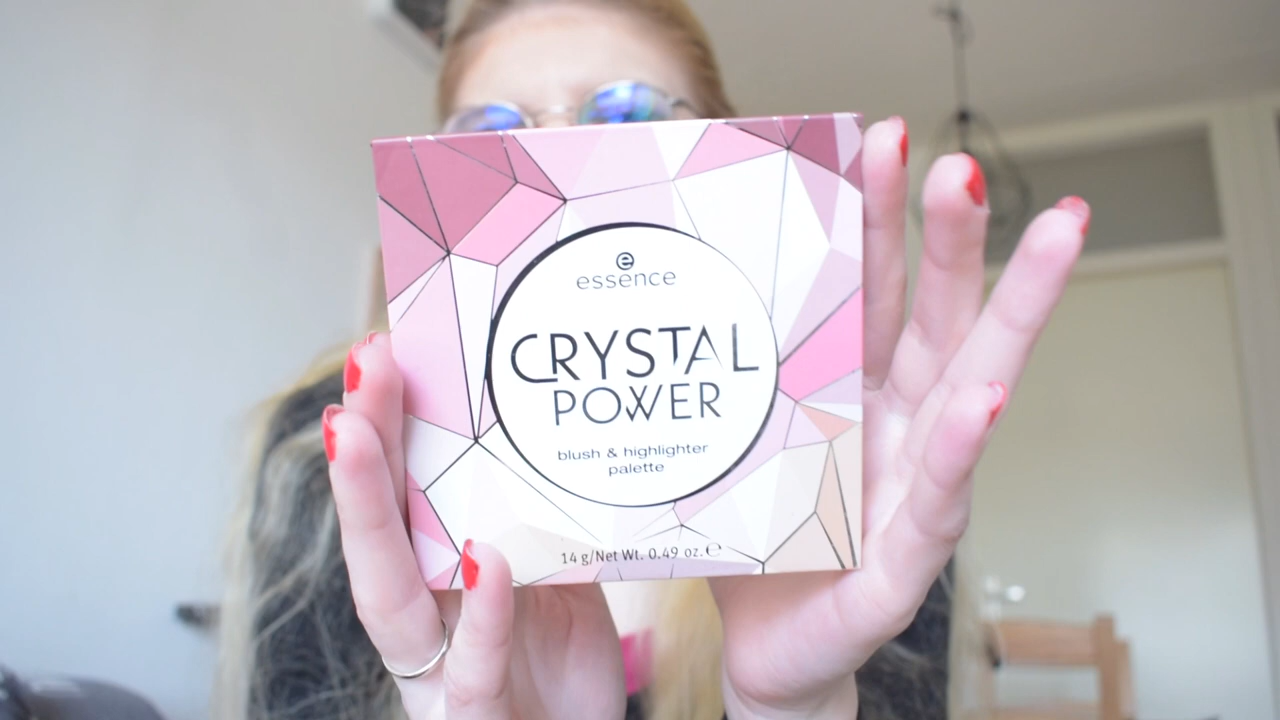 e
essence
CRYSTAL
POWER
blush & highlighter
palette
14 g/Net Wt. 0.49 oz. ℮